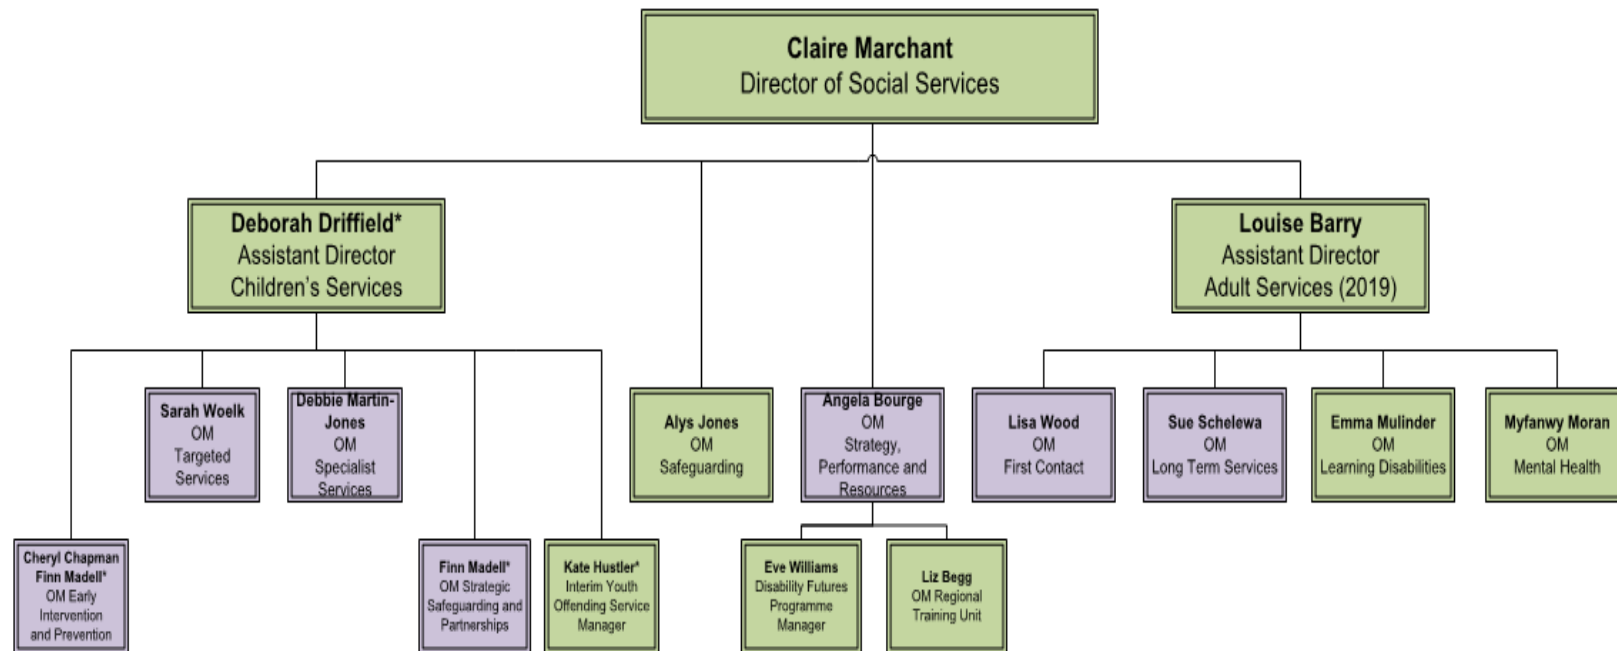 Claire Marchant
Director of Social Services
Deborah Driffield*
Assistant Director
Children's Services
Louise Barry
Assistant Director
Adult Services (2019)
Sarah Woelk
OM
Targeted
Services
Debbie Martin-
Jones
OM
Specialist
Services
Alys Jones
OM
Safeguarding
Angela Bourge
OM
Strategy,
Performance and
Resources
Lisa Wood
OM
First Contact
Sue Schelewa
OM
Long Term Services
Emma Mulinder
OM
Learning Disabilities
Myfanwy Moran
OM
Mental Health
Cheryl Chapman
Finn Madell*
OM Early
Intervention
and Prevention
Finn Madell*
OM Strategic
Safeguarding and
Partnerships
Kate Hustler*
Interim Youth
Offending Service
Manager
Eve Williams
Disability Futures
Programme
Manager
Liz Begg
OM Regional
Training Unit